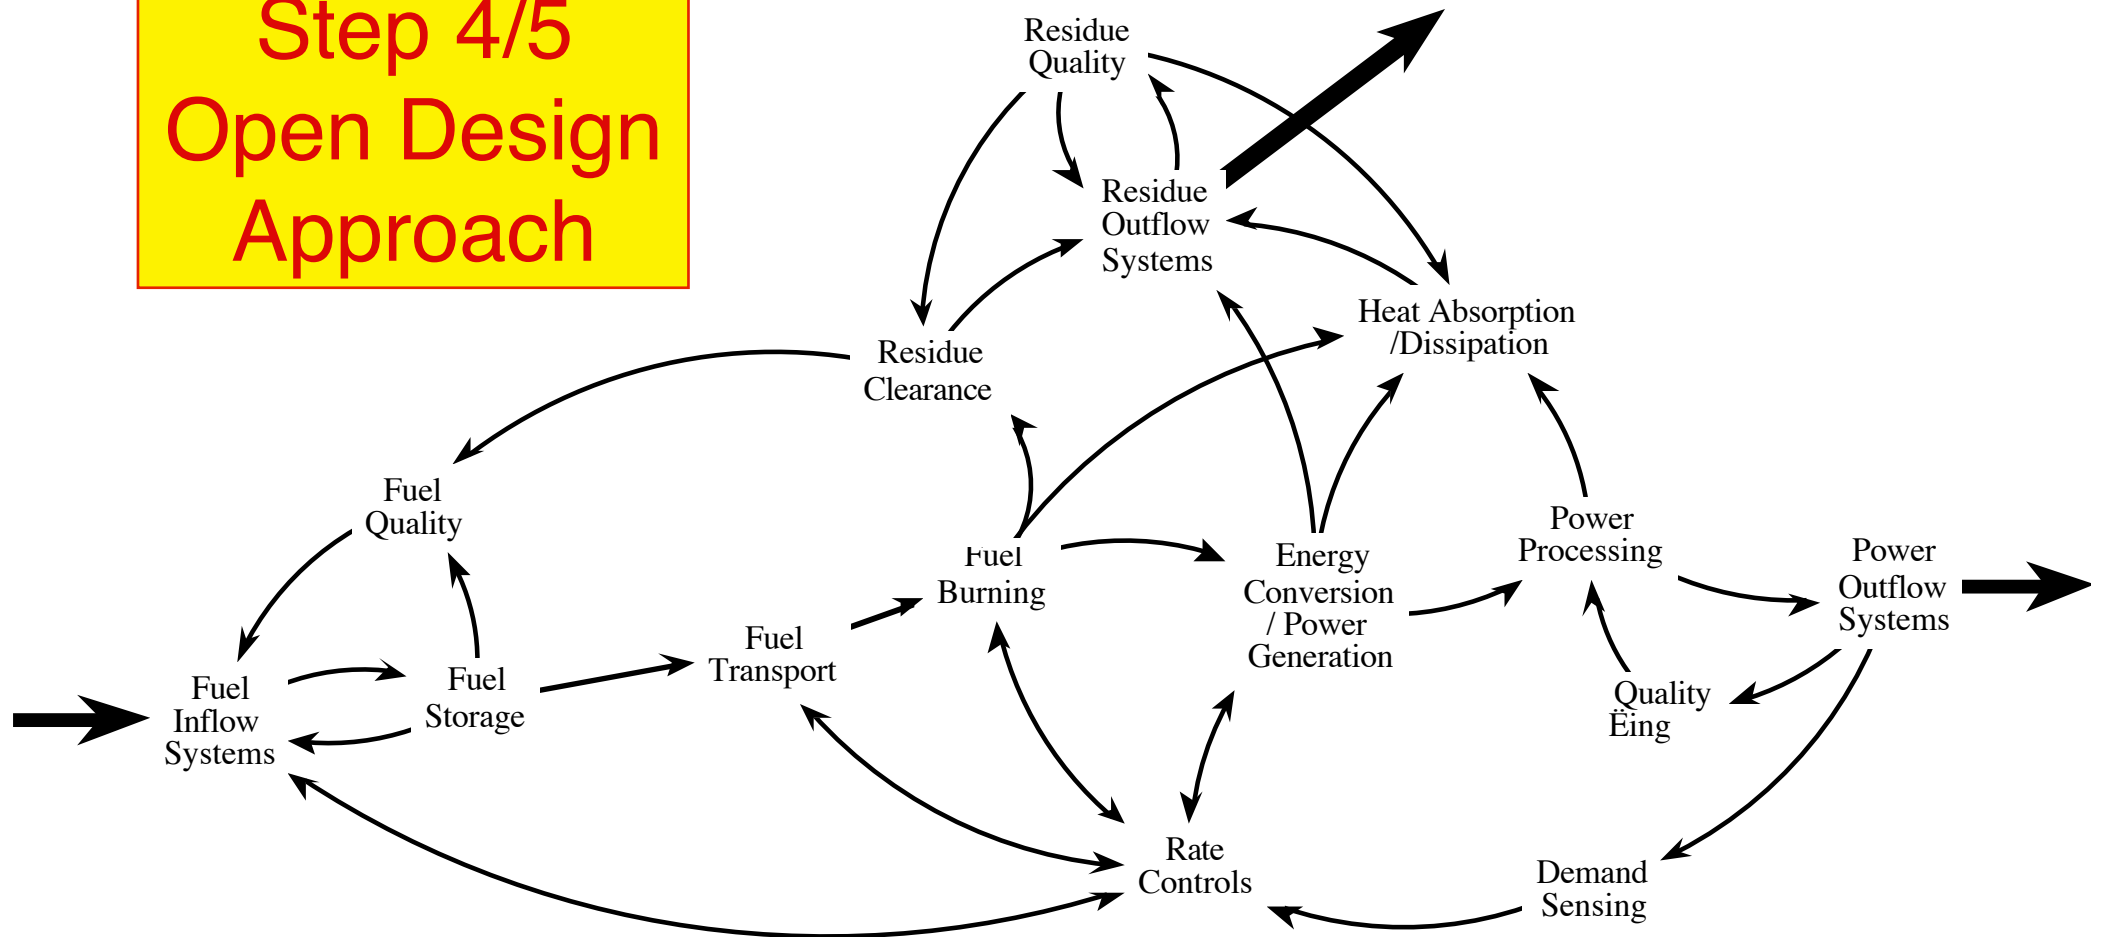 Step 4/5
Open Design
Approach
Residue
Quality
Residue
Outflow
Systems
Heat Absorption
/Dissipation
Residue
Clearance
Fuel
Quality
Fuel
Inflow
Systems
Fuel
Storage
Fuel
Transport
Fuel
Burning
Energy
Conversion
/ Power
Generation
Power
Processing
Power
Outflow
Systems
Quality
Ëing
Rate
Controls
Demand
Sensing